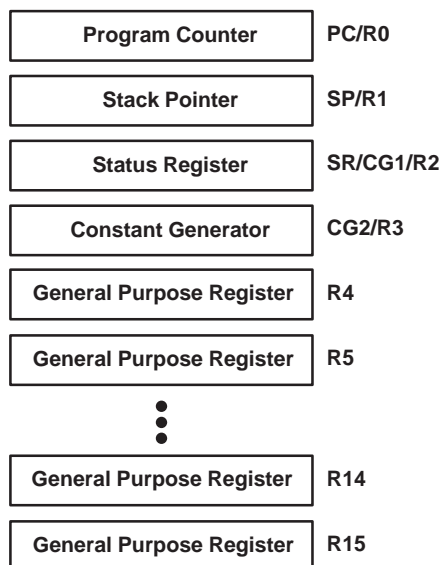 Program Counter PC/R0
Stack Pointer SP/R1
Status Register SR/CG1/R2
Constant Generator CG2/R3
General Purpose Register R4
General Purpose Register R5
General Purpose Register R14
General Purpose Register R15